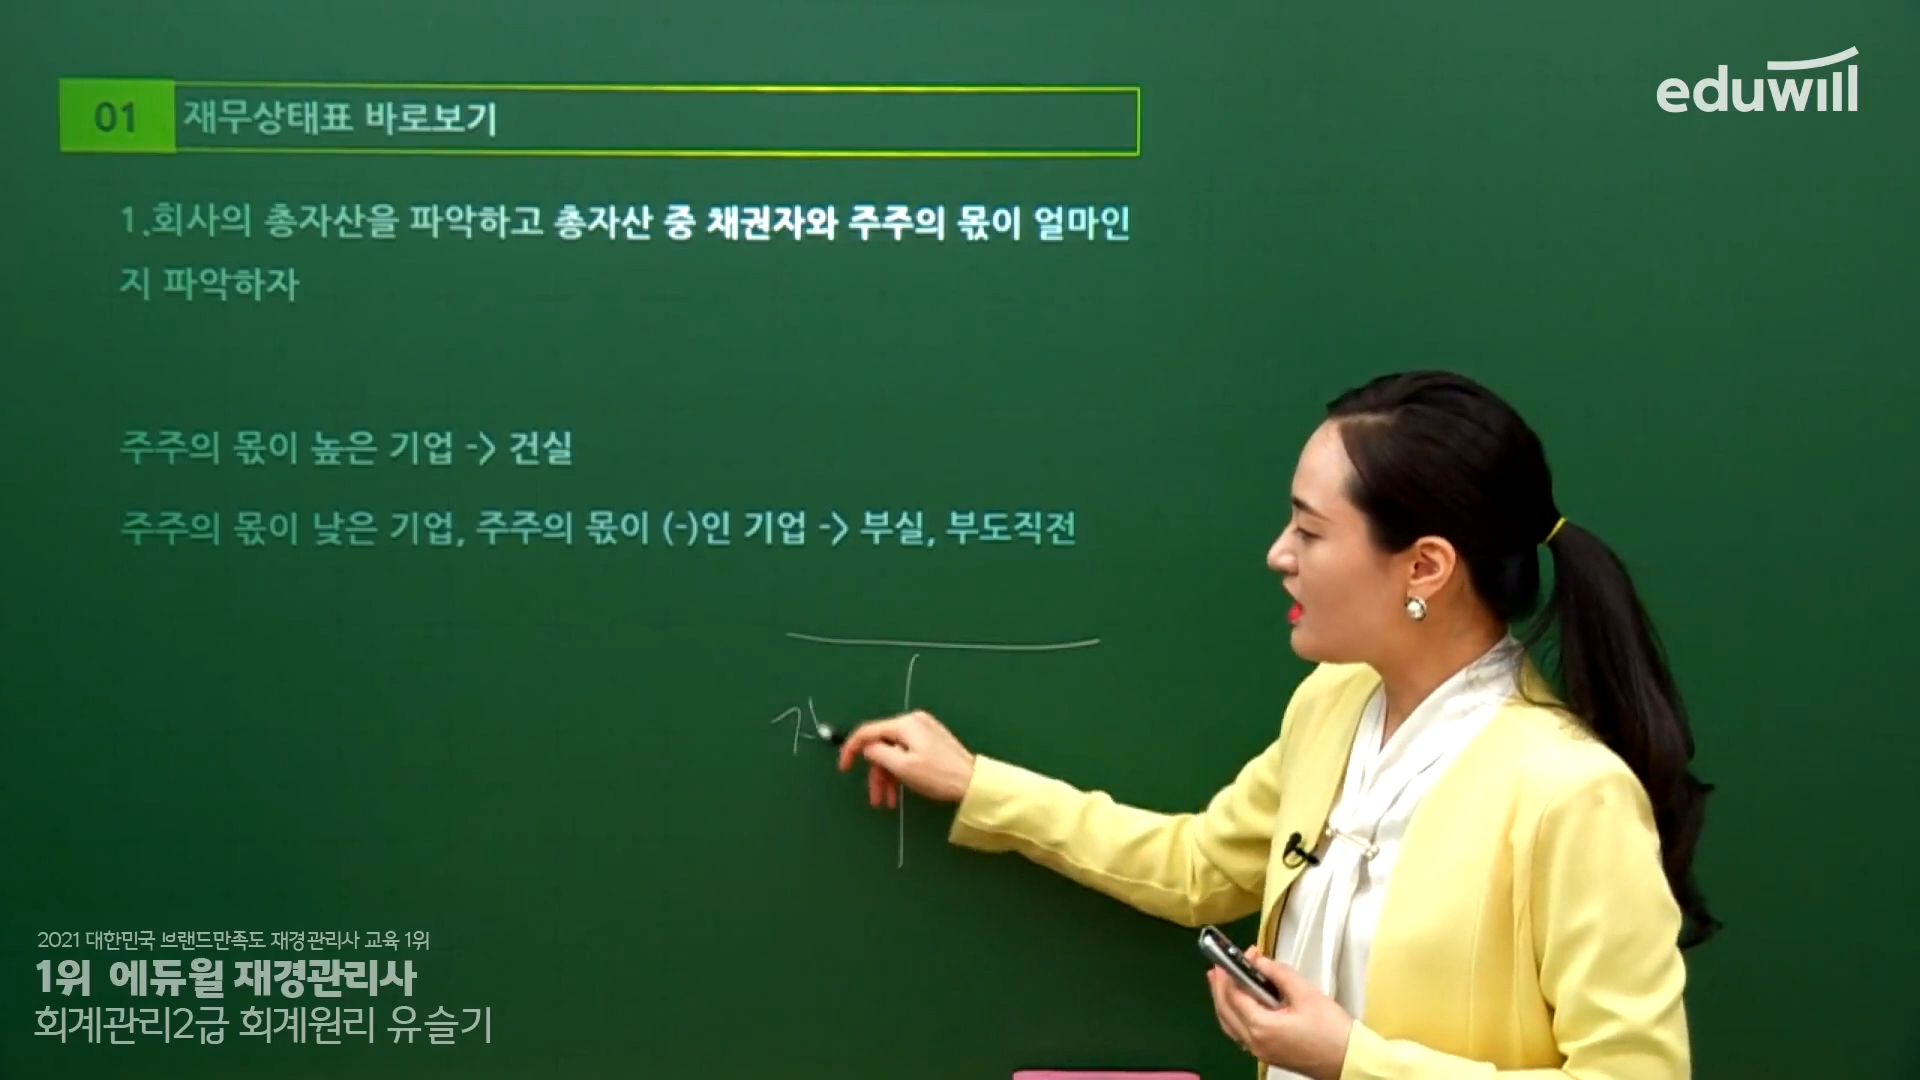 eduwill
01 재무상태표 바로보기
1.회사의 총자산을 파악하고 총자산 중 채권자와 주주의 몫이 얼마인
지 파악하자
주주의 몫이 높은 기업 -> 건실
주주의 몫이 낮은 기업, 주주의 몫이 (-)인 기업 -> 부실, 부도직전
2021 대한민국 브랜드만족도 재경관리사 교육 1위
1위 에듀윌 재경관리사
회계관리2급 회계원리 유슬기